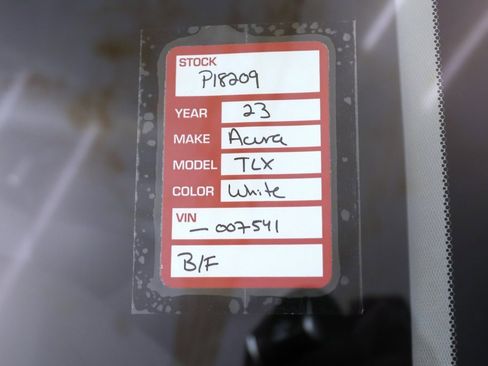 STOCK
P18209
YEAR 23
MAKE Acura
MODEL TLX
COLOR White
VIN
- 007541
B/F